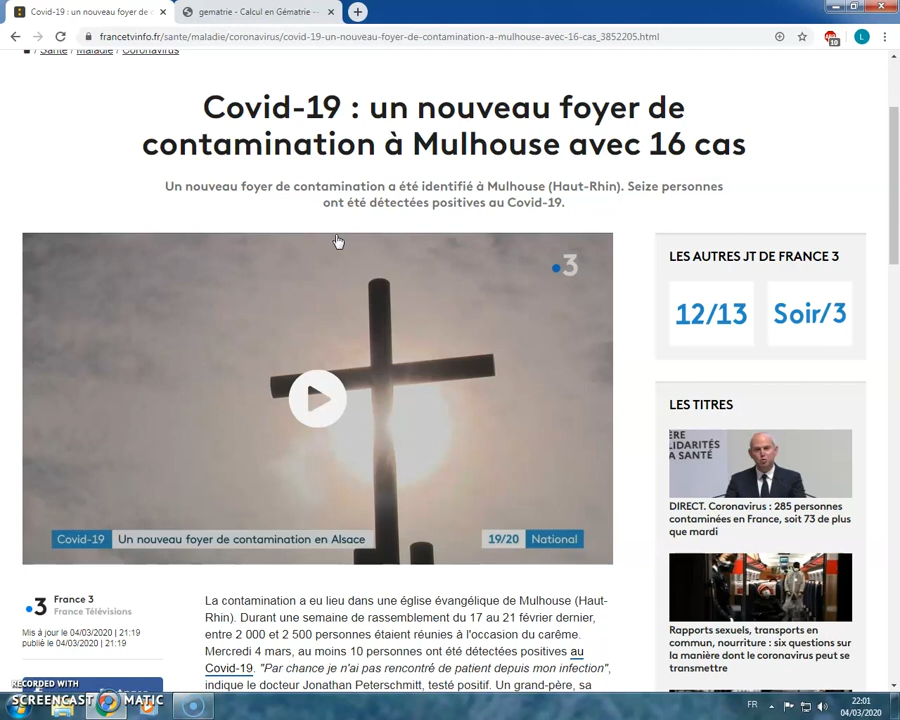 Covid-19 : un nouveau foyer de
gematrie - Calcul en Gématrie -
francetvinfo.fr/sante/maladie/coronavirus/covid-19-un-nouveau-foyer-de-contamination-a-mulhouse-avec-16-cas_3852205.html
10
L
Santé Maladie Coronavirus
Covid-19 : un nouveau foyer de
contamination à Mulhouse avec 16 cas
Un nouveau foyer de contamination a été identifié à Mulhouse (Haut-Rhin). Seize personnes
ont été détectées positives au Covid-19.
3
Covid-19 Un nouveau foyer de contamination en Alsace
19/20 National
LES AUTRES JT DE FRANCE 3
12/13 Soir/3
LES TITRES
ÈRE
LIDARITÉS
A SANTÉ
DIRECT. Coronavirus : 285 personnes
contaminées en France, soit 73 de plus
que mardi
Rapports sexuels, transports en
commun, nourriture : six questions sur
la manière dont le coronavirus peut se
transmettre
3 France 3
France Télévisions
Mis à jour le 04/03/2020 | 21:19
publié le 04/03/2020 | 21:19
La contamination a eu lieu dans une église évangélique de Mulhouse (Haut-
Rhin). Durant une semaine de rassemblement du 17 au 21 février dernier,
entre 2 000 et 2 500 personnes étaient réunies à l'occasion du carême.
Mercredi 4 mars, au moins 10 personnes ont été détectées positives au
Covid-19. "Par chance je n'ai pas rencontré de patient depuis mon infection",
indique le docteur Jonathan Peterschmitt, testé positif. Un grand-père, sa
RECORDED WITH
SCREENCAST MATIC
FR
22:01
04/03/2020